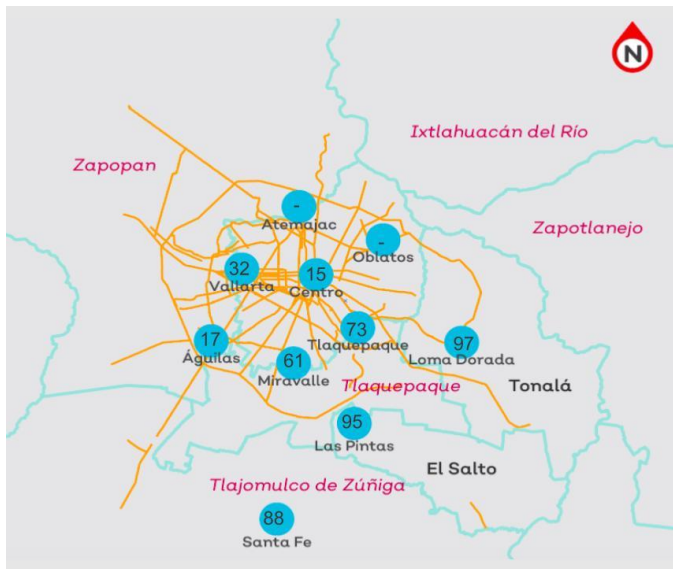 N
Ixtlahuacán del Río
Zapopan
-
Atemajac
Zapotlanejo
-
Oblatos
32
Vallarta
15
Centro
17
Águilas
73
Tlaquepaque
97
Loma Dorada
61
Miravalle
Tlaquepaque
Tonalá
95
Las Pintas
El Salto
Tlajomulco de Zúñiga
88
Santa Fe